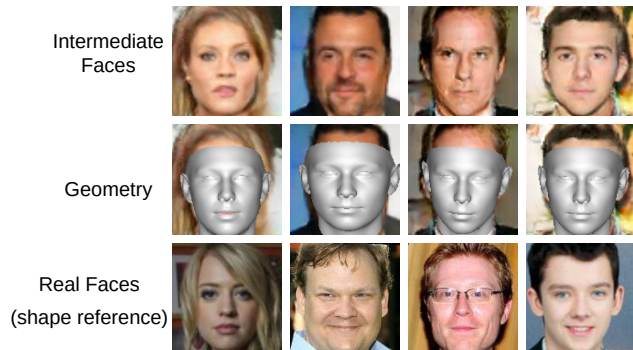 Intermediate
Faces
Geometry
Real Faces
(shape reference)